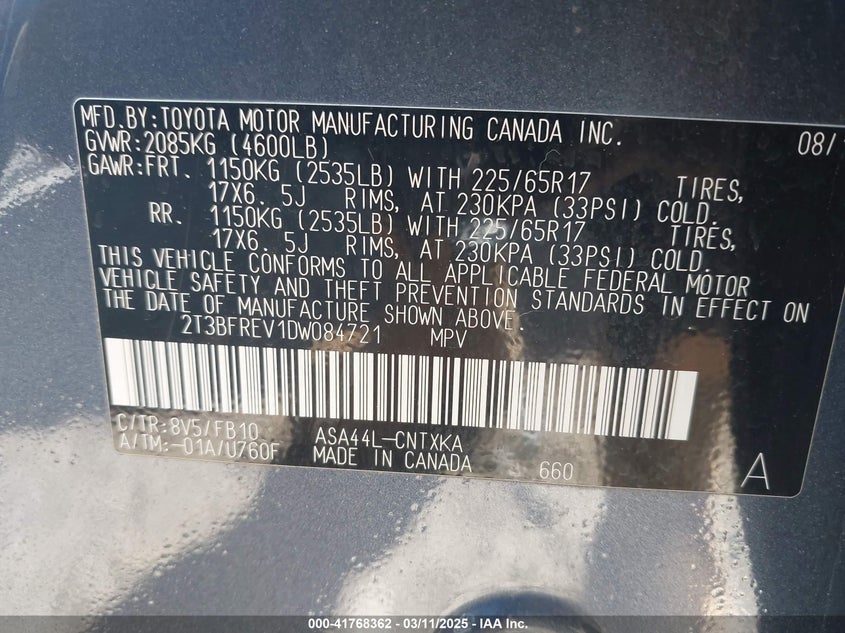 MFD.BY:TOYOTA MOTOR MANUFACTURING CANADA INC. 08/
GVWR:2085KG (4600LB)
GAWR:FRT. 1150KG (2535LB) WITH 225/65R17 TIRES,
17X6. 5J RIMS, AT 230KPA (33PSI) COLD.
RR. 1150KG (2535LB) WITH 225/65R17 TIRES,
17X6. 5J RIMS, AT 230KPA (33PSI) COLD.
THIS VEHICLE CONFORMS TO ALL APPLICABLE FEDERAL MOTOR
VEHICLE SAFETY AND THEFT PREVENTION STANDARDS IN EFFECT ON
THE DATE OF MANUFACTURE SHOWN ABOVE.
2T3BFREV1DW084721 MPV
C/TR:8V5/FB10 ASA44L-CNTXKA
A/TM:-01A/U760F MADE IN CANADA 660 A
000-41768362 - 03/11/2025 - IAA Inc.